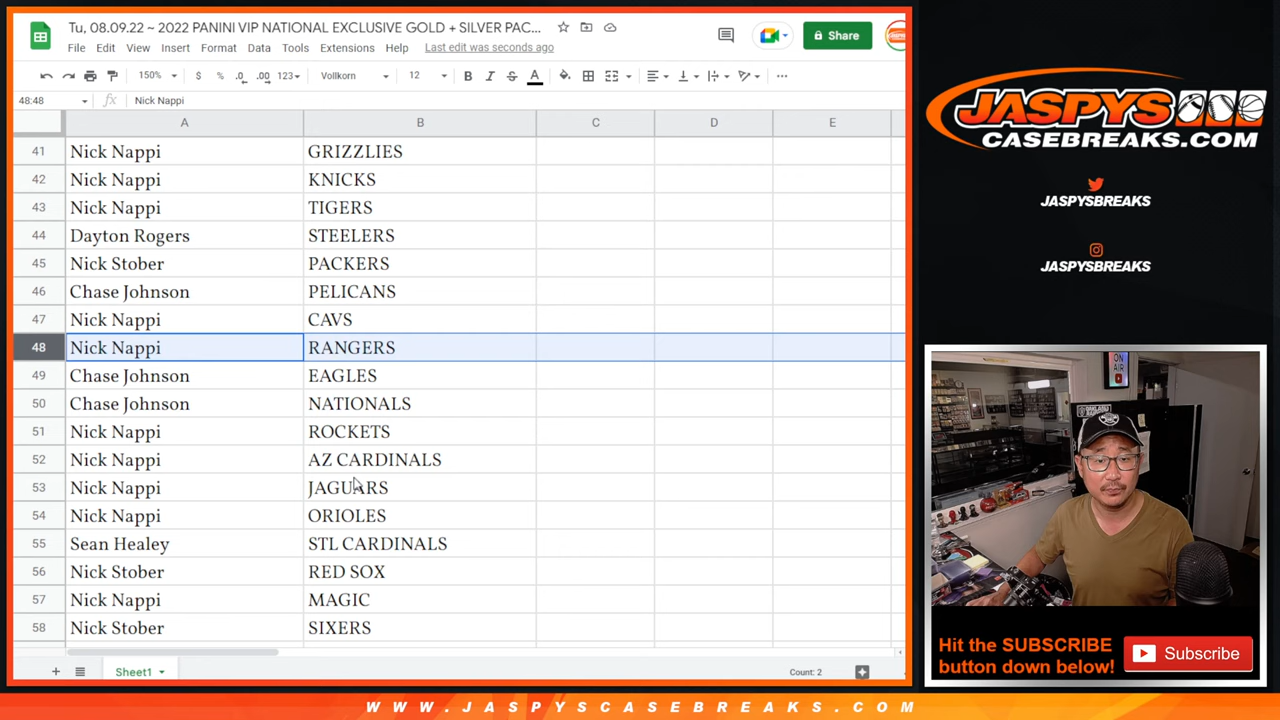 Tu, 08.09.22 ~ 2022 PANINI VIP NATIONAL EXCLUSIVE GOLD + SILVER PAC...
File Edit View Insert Format Data Tools Extensions Help Last edit was seconds ago
Share
150% $ % .0 .00 123 Vollkorn 12 B I S A
48:48 fx Nick Nappi
A B C D E
41 Nick Nappi GRIZZLIES
42 Nick Nappi KNICKS
43 Nick Nappi TIGERS
44 Dayton Rogers STEELERS
45 Nick Stober PACKERS
46 Chase Johnson PELICANS
47 Nick Nappi CAVS
48 Nick Nappi RANGERS
49 Chase Johnson EAGLES
50 Chase Johnson NATIONALS
51 Nick Nappi ROCKETS
52 Nick Nappi AZ CARDINALS
53 Nick Nappi JAGUARS
54 Nick Nappi ORIOLES
55 Sean Healey STL CARDINALS
56 Nick Stober RED SOX
57 Nick Nappi MAGIC
58 Nick Stober SIXERS
Sheet1
Count: 2
JASPYS
CASEBREAKS.COM
JASPYSBREAKS
JASPYSBREAKS
ON
AIR
Hit the SUBSCRIBE
button down below!
Subscribe
WWW.JASPYSCASEBREAKS.COM